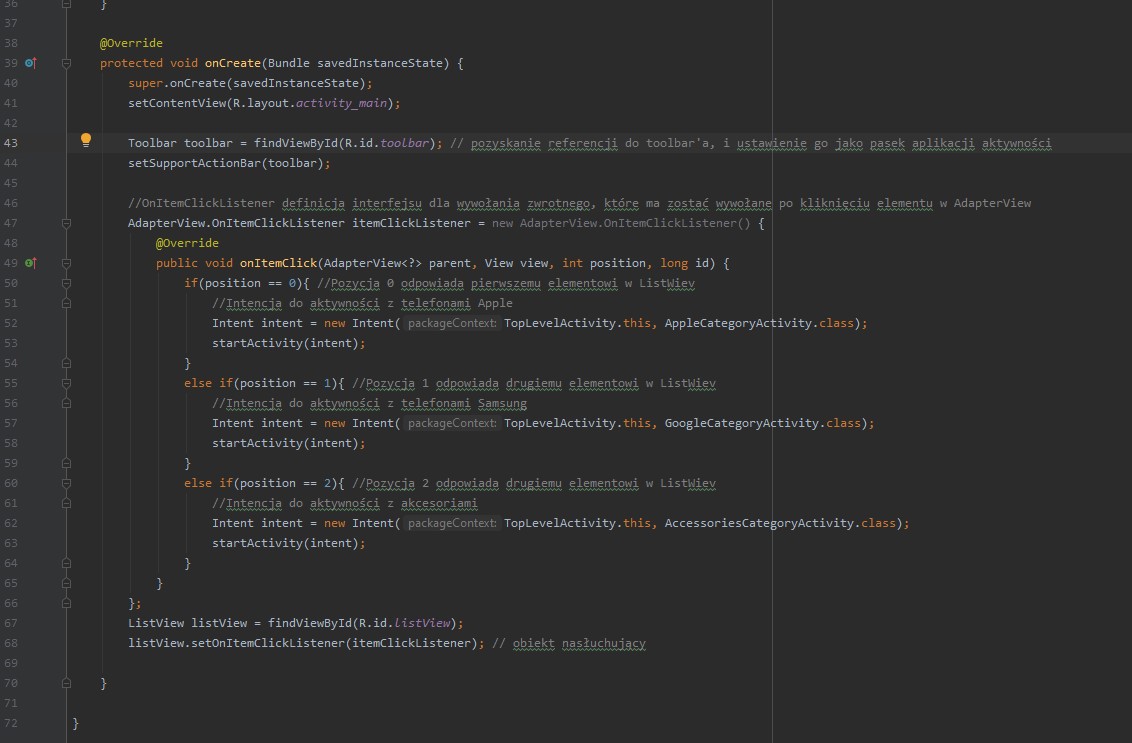 36 }
37
38 @Override
39 protected void onCreate(Bundle savedInstanceState) {
40 super.onCreate(savedInstanceState);
41 setContentView(R.layout.activity_main);
42
43 Toolbar toolbar = findViewById(R.id.toolbar); // pozyskanie referencji do toolbar'a, i ustawienie go jako pasek aplikacji aktywności
44 setSupportActionBar(toolbar);
45
46 //OnItemClickListener definicja interfejsu dla wywołania zwrotnego, które ma zostać wywołane po kliknięciu elementu w AdapterView
47 AdapterView.OnItemClickListener itemClickListener = new AdapterView.OnItemClickListener() {
48 @Override
49 public void onItemClick(AdapterView<?> parent, View view, int position, long id) {
50 if(position == 0){ //Pozycja 0 odpowiada pierwszemu elementowi w ListWiev
51 //Intencja do aktywności z telefonami Apple
52 Intent intent = new Intent( packageContext: TopLevelActivity.this, AppleCategoryActivity.class);
53 startActivity(intent);
54 }
55 else if(position == 1){ //Pozycja 1 odpowiada drugiemu elementowi w ListWiev
56 //Intencja do aktywności z telefonami Samsung
57 Intent intent = new Intent( packageContext: TopLevelActivity.this, GoogleCategoryActivity.class);
58 startActivity(intent);
59 }
60 else if(position == 2){ //Pozycja 2 odpowiada drugiemu elementowi w ListWiev
61 //Intencja do aktywności z akcesoriami
62 Intent intent = new Intent( packageContext: TopLevelActivity.this, AccessoriesCategoryActivity.class);
63 startActivity(intent);
64 }
65 }
66 };
67 ListView listView = findViewById(R.id.listView);
68 listView.setOnItemClickListener(itemClickListener); // obiekt nasłuchujący
69
70 }
71
72 }